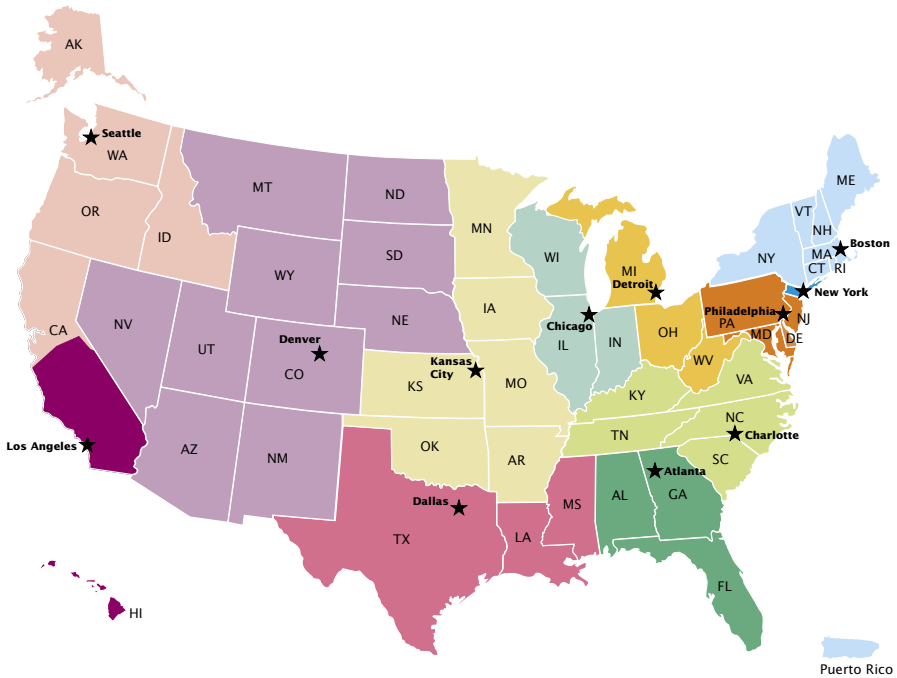 AK
Seattle
WA
OR
ID
MT
ND
MN
SD
WY
WI
MI
Detroit
ME
VT
NH
Boston
NY
MA
CT RI
New York
NV
NE
IA
CA
UT
Denver
CO
Chicago
IL
IN
OH
Philadelphia
PA
NJ
MD
DE
WV
VA
Kansas
City
KS
MO
KY
NC
Charlotte
TN
SC
Los Angeles
AZ
NM
OK
AR
Atlanta
MS
AL
GA
Dallas
TX
LA
FL
HI
Puerto Rico